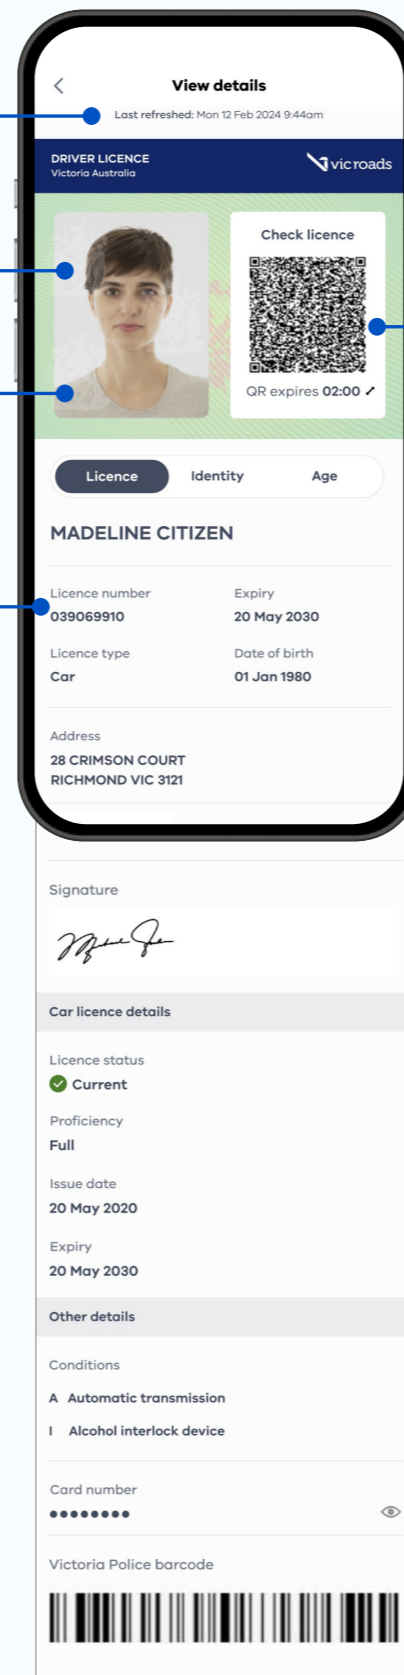 View details
Last refreshed: Mon 12 Feb 2024 9:44am
DRIVER LICENCE
Victoria Australia
vicroads
Check licence
QR expires 02:00
Licence Identity Age
MADELINE CITIZEN
Licence number Expiry
039069910 20 May 2030
Licence type Date of birth
Car 01 Jan 1980
Address
28 CRIMSON COURT
RICHMOND VIC 3121
Signature
Car licence details
Licence status
Current
Proficiency
Full
Issue date
20 May 2020
Expiry
20 May 2030
Other details
Conditions
A Automatic transmission
I Alcohol interlock device
Card number
••••••••
Victoria Police barcode